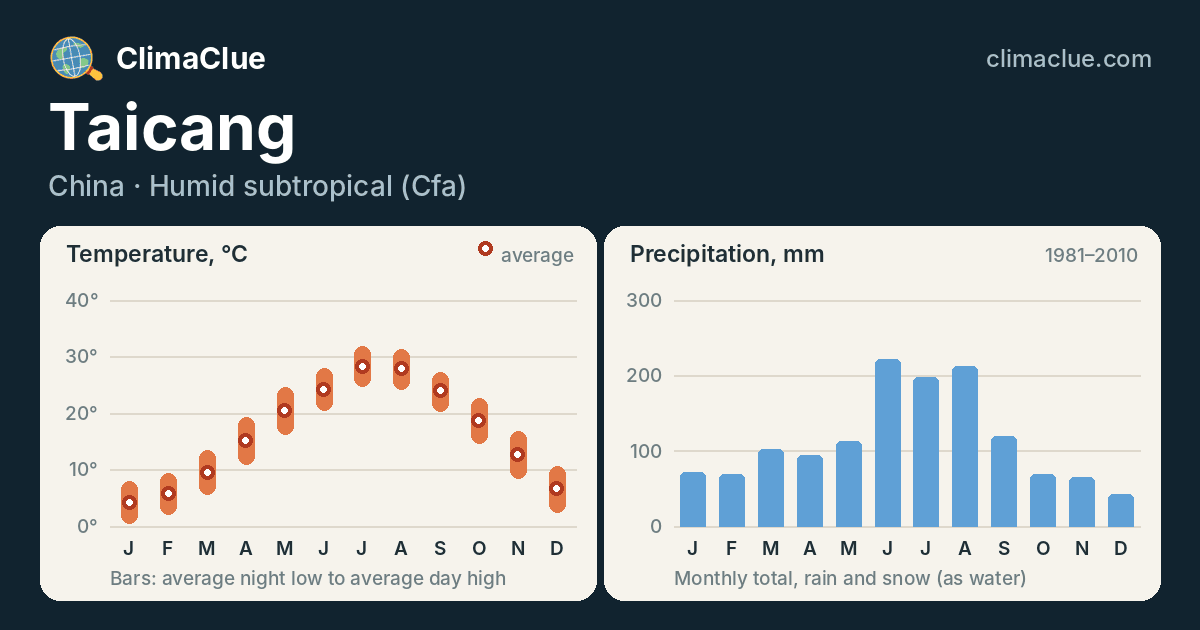 ClimaClue
climaclue.com
Taicang
China · Humid subtropical (Cfa)
Temperature, °C
average
40°
30°
20°
10°
0°
J F M A M J J A S O N D
Bars: average night low to average day high
Precipitation, mm
1981–2010
300
200
100
0
J F M A M J J A S O N D
Monthly total, rain and snow (as water)